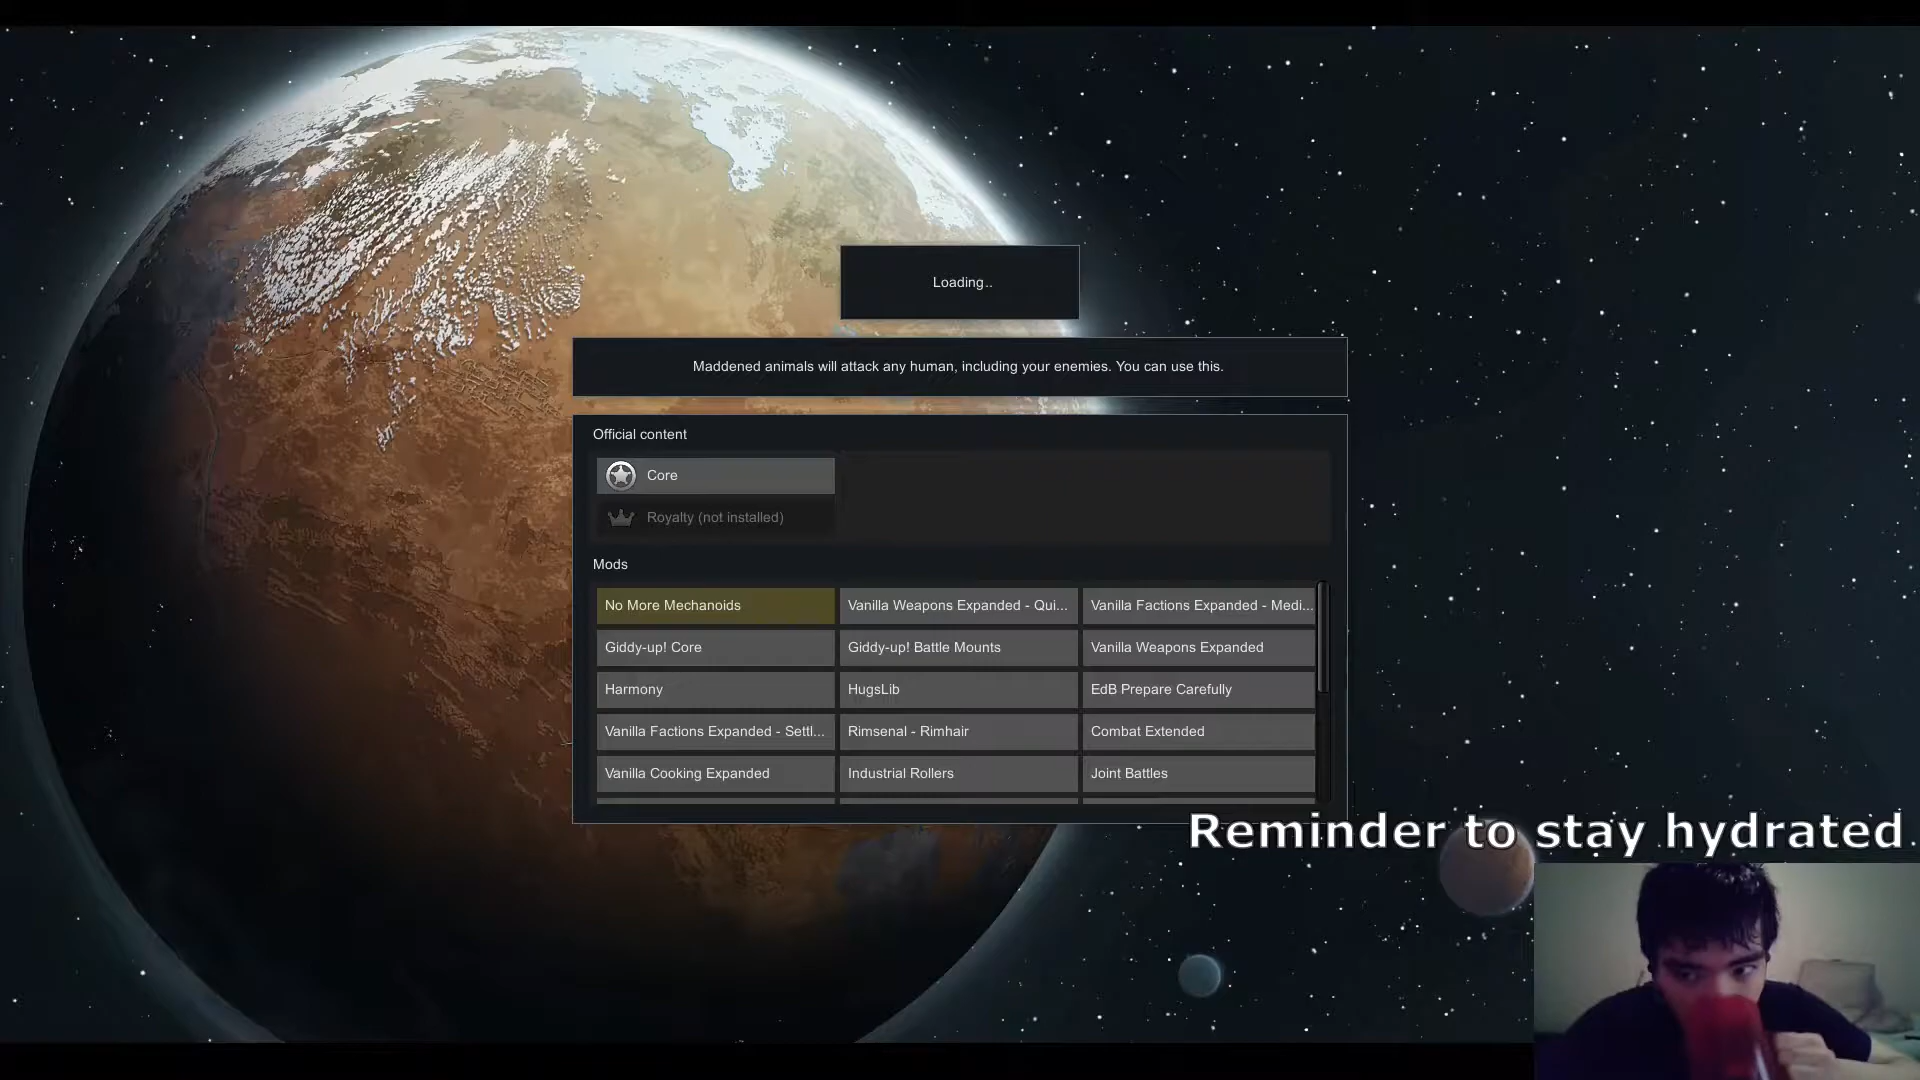 Loading..
Maddened animals will attack any human, including your enemies. You can use this.
Official content
Core
Royalty (not installed)
Mods
No More Mechanoids
Vanilla Weapons Expanded - Qui...
Vanilla Factions Expanded - Medi...
Giddy-up! Core
Giddy-up! Battle Mounts
Vanilla Weapons Expanded
Harmony
HugsLib
EdB Prepare Carefully
Vanilla Factions Expanded - Settl...
Rimsenal - Rimhair
Combat Extended
Vanilla Cooking Expanded
Industrial Rollers
Joint Battles
Reminder to stay hydrated.